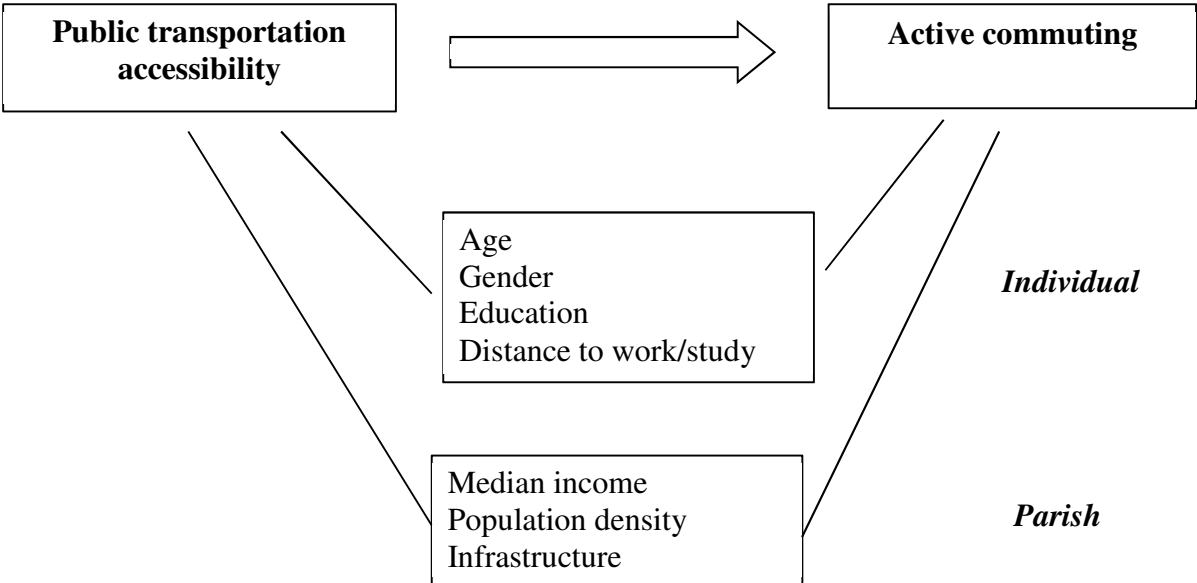 Public transportation
accessibility
Active commuting
Age
Gender
Education
Distance to work/study
Individual
Median income
Population density
Infrastructure
Parish